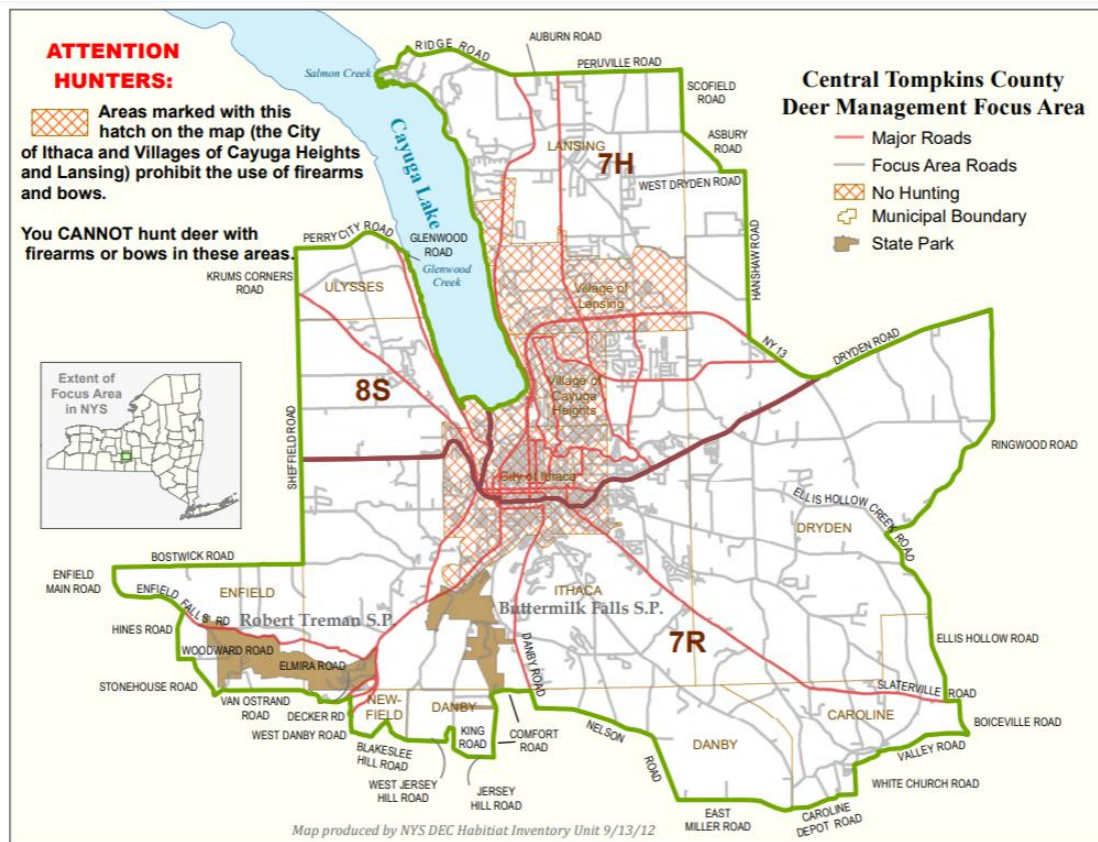 ATTENTION
HUNTERS:
Areas marked with this
hatch on the map (the City
of Ithaca and Villages of Cayuga Heights
and Lansing) prohibit the use of firearms
and bows.
You CANNOT hunt deer with
firearms or bows in these areas.
Central Tompkins County
Deer Management Focus Area
Major Roads
Focus Area Roads
No Hunting
Municipal Boundary
State Park
RIDGE ROAD
AUBURN ROAD
PERUVILLE ROAD
Salmon Creek
SCOFIELD
ROAD
ASBURY
ROAD
LANSING
7H
WEST DRYDEN ROAD
Cayuga Lake
PERRY CITY ROAD
GLENWOOD
ROAD
Glenwood
Creek
KRUMS CORNERS
ROAD
ULYSSES
HANSHAW ROAD
Village of
Lansing
NY 13
DRYDEN ROAD
Extent of
Focus Area
in NYS
8S
Village of
Cayuga
Heights
SHEFFIELD ROAD
RINGWOOD ROAD
City of Ithaca
ELLIS HOLLOW CREEK ROAD
DRYDEN
BOSTWICK ROAD
ENFIELD
MAIN ROAD
ENFIELD FALLS RD
ENFIELD
ITHACA
Robert Treman S.P.
Buttermilk Falls S.P.
HINES ROAD
WOODWARD ROAD
ELMIRA ROAD
DANBY ROAD
7R
ELLIS HOLLOW ROAD
STONEHOUSE ROAD
VAN OSTRAND
ROAD
DECKER RD
WEST DANBY ROAD
NEW-
FIELD
DANBY
SLATERVILLE ROAD
CAROLINE
BOICEVILLE ROAD
BLAKESLEE
HILL ROAD
KING
ROAD
COMFORT
ROAD
NELSON ROAD
DANBY
VALLEY ROAD
WEST JERSEY
HILL ROAD
JERSEY
HILL ROAD
WHITE CHURCH ROAD
EAST
MILLER ROAD
CAROLINE
DEPOT ROAD
Map produced by NYS DEC Habitiat Inventory Unit 9/13/12